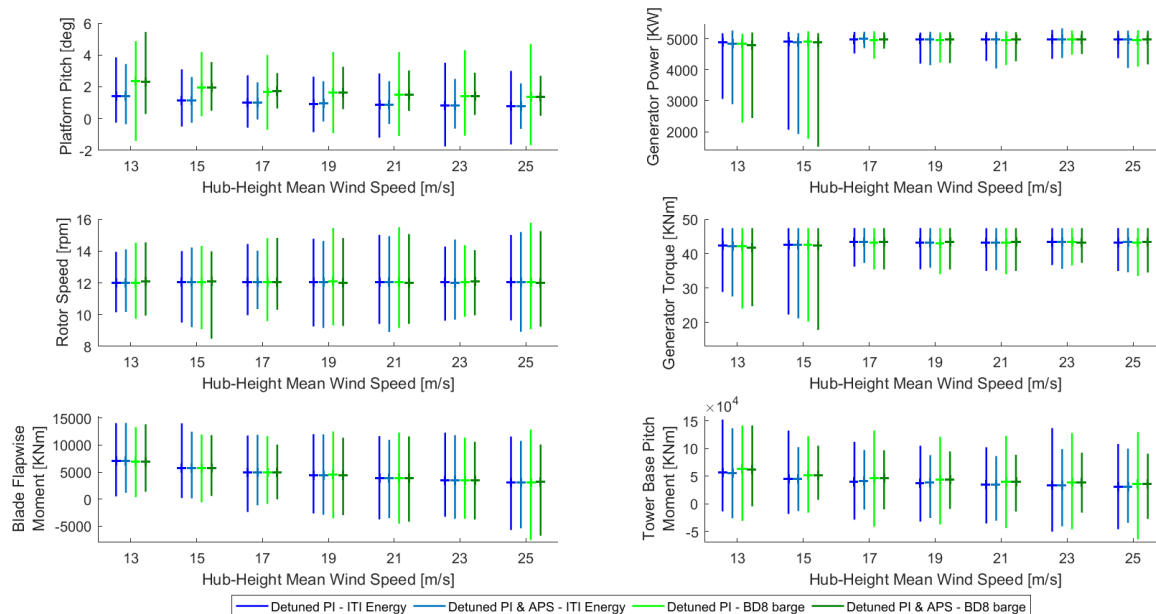 Platform Pitch [deg]
6
4
2
0
-2
13 15 17 19 21 23 25
Hub-Height Mean Wind Speed [m/s]
Generator Power [KW]
5000
4000
3000
2000
13 15 17 19 21 23 25
Hub-Height Mean Wind Speed [m/s]
Rotor Speed [rpm]
16
14
12
10
8
13 15 17 19 21 23 25
Hub-Height Mean Wind Speed [m/s]
Generator Torque [KNm]
50
40
30
20
13 15 17 19 21 23 25
Hub-Height Mean Wind Speed [m/s]
Blade Flapwise
Moment [KNm]
15000
10000
5000
0
-5000
13 15 17 19 21 23 25
Hub-Height Mean Wind Speed [m/s]
Tower Base Pitch
Moment [KNm]
×10⁴
15
10
5
0
-5
13 15 17 19 21 23 25
Hub-Height Mean Wind Speed [m/s]
Detuned PI - ITI Energy Detuned PI & APS - ITI Energy Detuned PI - BD8 barge Detuned PI & APS - BD8 barge